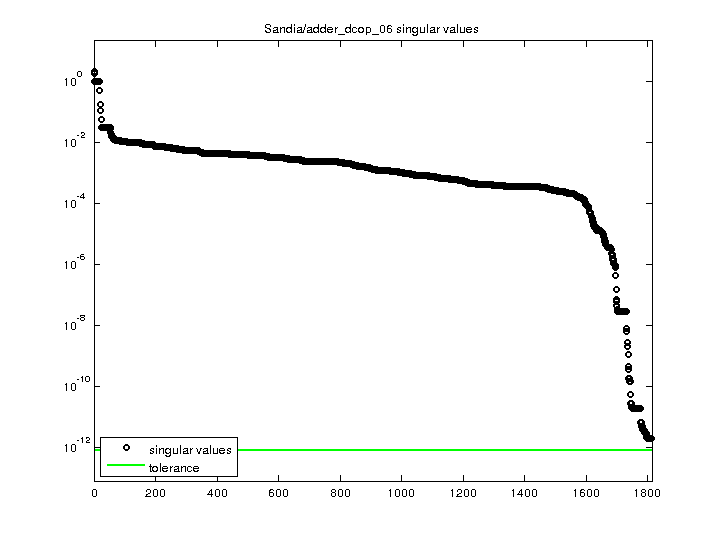 Sandia/adder_dcop_06 singular values
10^0
10^-2
10^-4
10^-6
10^-8
10^-10
10^-12
singular values
tolerance
0 200 400 600 800 1000 1200 1400 1600 1800